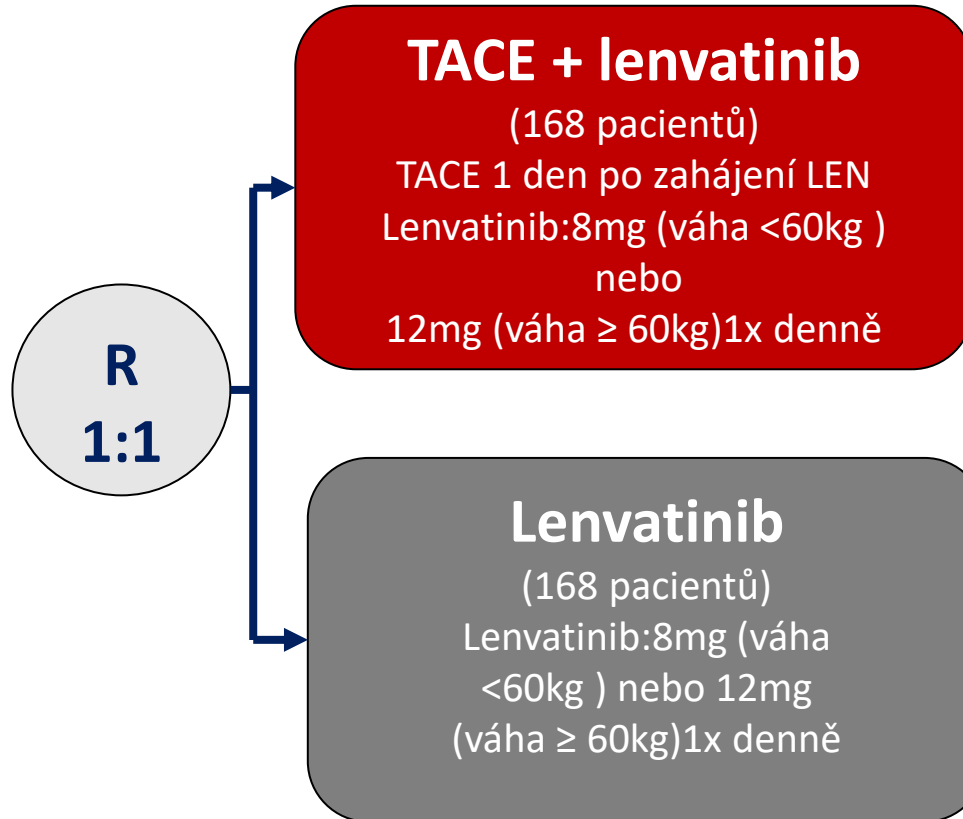 R
1:1
TACE + lenvatinib
(168 pacientů)
TACE 1 den po zahájení LEN
Lenvatinib:8mg (váha <60kg )
nebo
12mg (váha ≥ 60kg)1x denně
Lenvatinib
(168 pacientů)
Lenvatinib:8mg (váha
<60kg ) nebo 12mg
(váha ≥ 60kg)1x denně